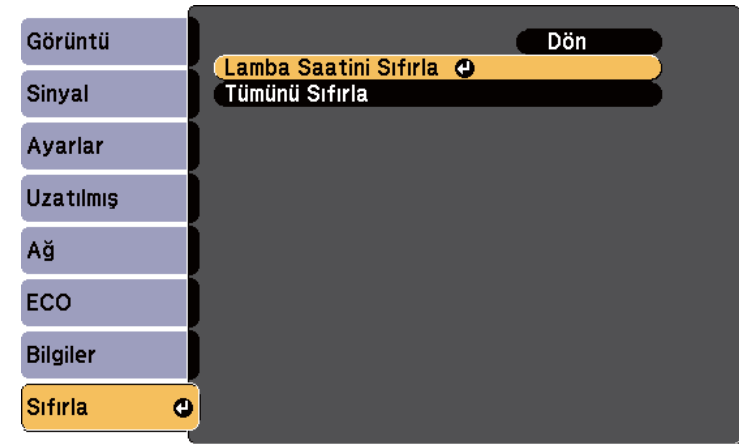 Görüntü
Sinyal
Ayarlar
Uzatılmış
Ağ
ECO
Bilgiler
Sıfırla
Dön
Lamba Saatini Sıfırla
Tümünü Sıfırla